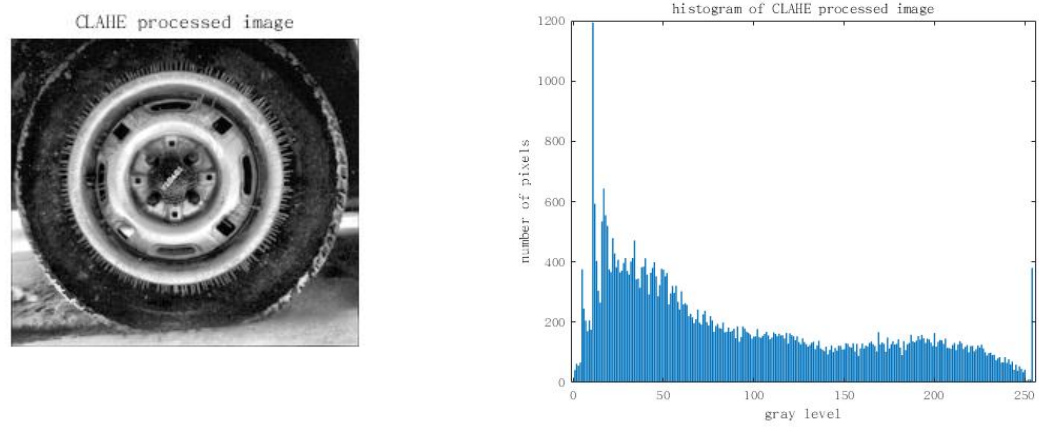 CLAHE processed image
histogram of CLAHE processed image
1200
1000
800
600
400
200
0
number of pixels
0 50 100 150 200 250
gray level